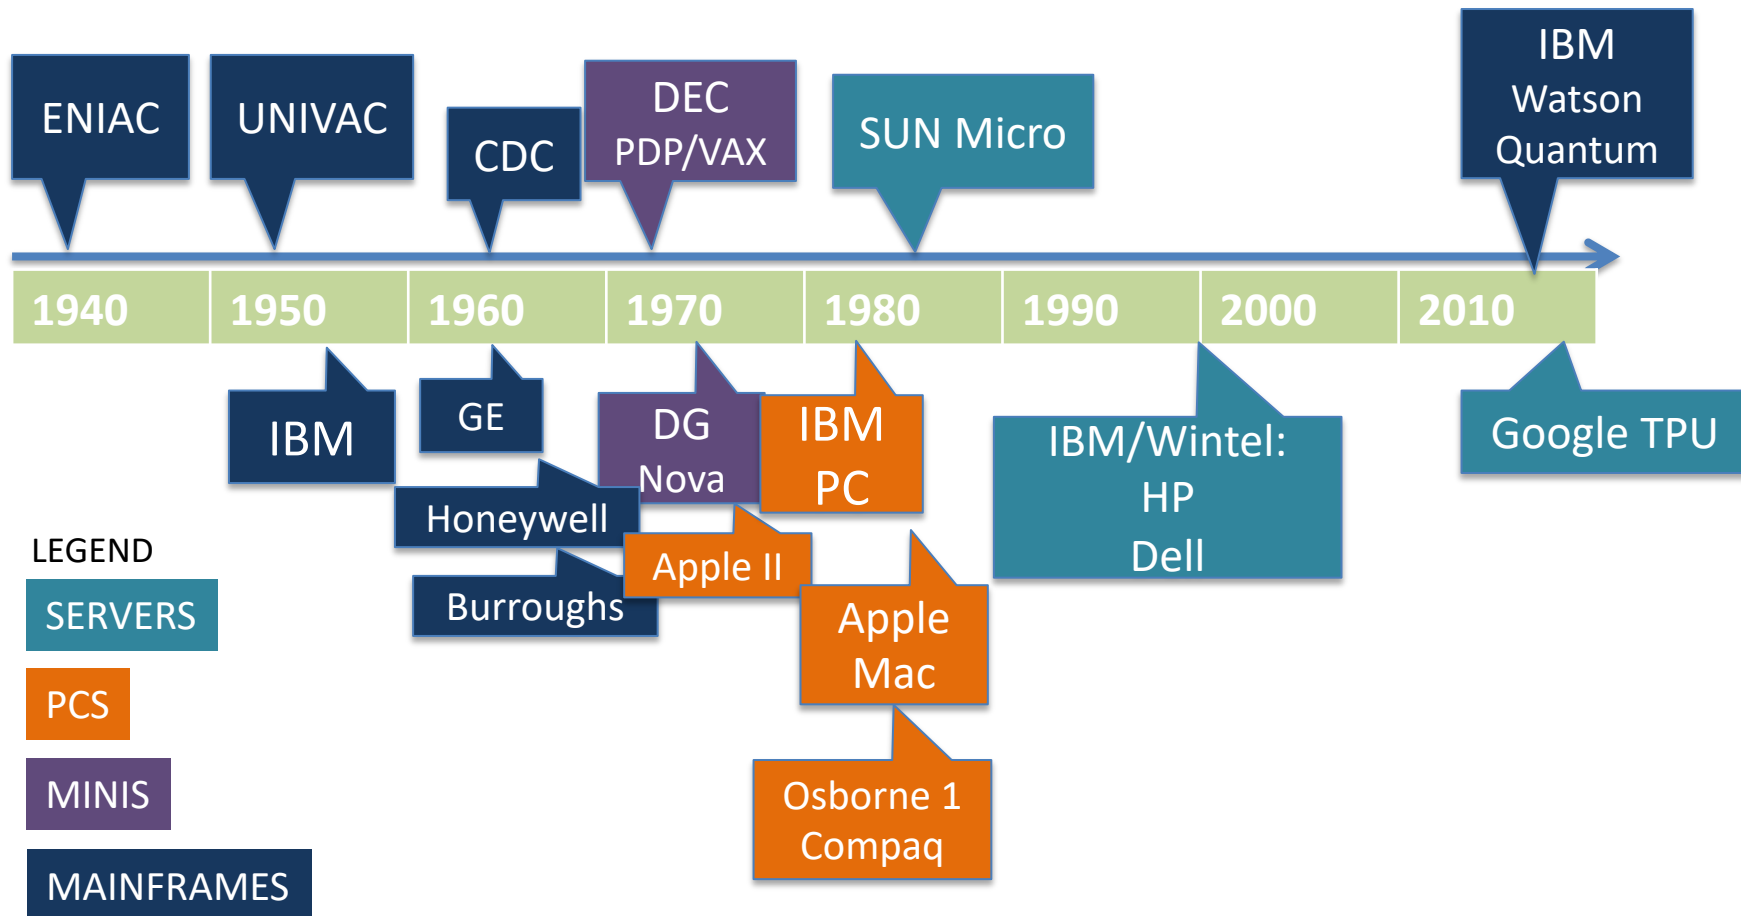 ENIAC
UNIVAC
CDC
DEC
PDP/VAX
SUN Micro
IBM
Watson
Quantum
1940
1950
1960
1970
1980
1990
2000
2010
IBM
GE
Honeywell
Burroughs
DG
Nova
Apple II
IBM
PC
Apple
Mac
Osborne 1
Compaq
IBM/Wintel:
HP
Dell
Google TPU
LEGEND
SERVERS
PCS
MINIS
MAINFRAMES